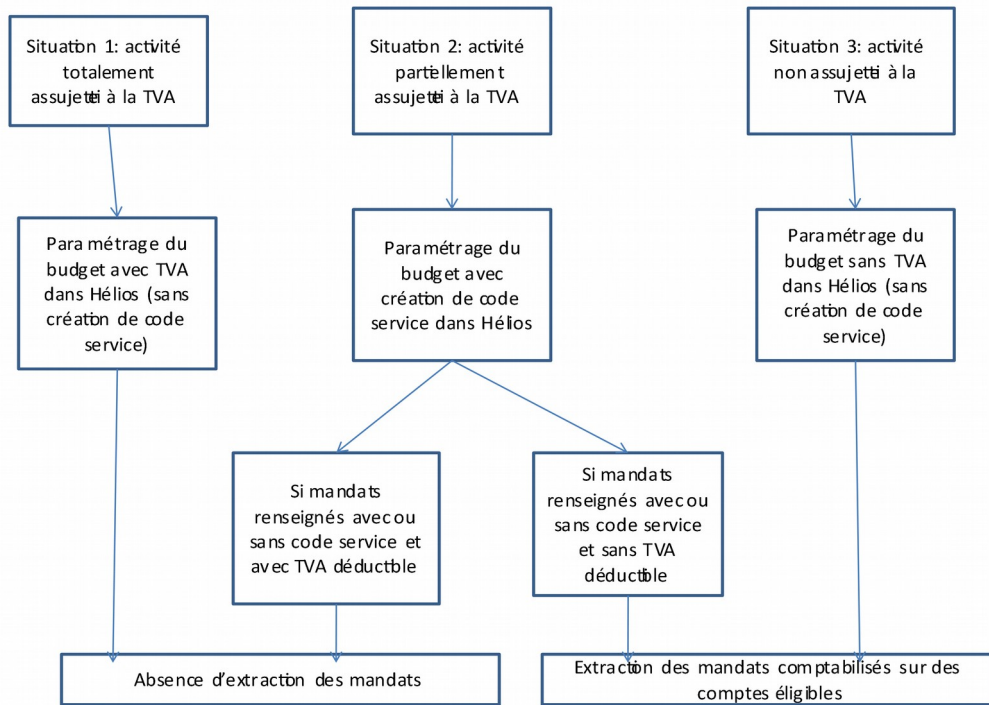 Situation 1: activité
totalement
assujetti à la TVA
Situation 2: activité
partiellement
assujetti à la TVA
Situation 3: activité
non assujetti à la
TVA
Paramétrage du
budget avec TVA
dans Hélios (sans
création de code
service)
Paramétrage du
budget avec
création de code
service dans Hélios
Paramétrage du
budget sans TVA
dans Hélios (sans
création de code
service)
Si mandats
renseignés avec ou
sans code service et
avec TVA déductible
Si mandats
renseignés avec ou
sans code service
et sans TVA
déductible
Absence d’extraction des mandats
Extraction des mandats comptabilisés sur des
comptes éligibles